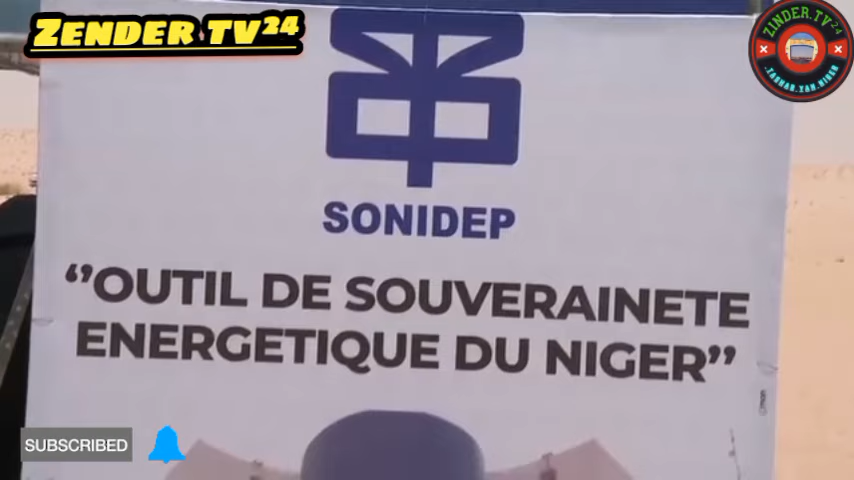 ZENDER TV24
ZINDER.TV24
SONIDEP
‘’OUTIL DE SOUVERAINETE
ENERGETIQUE DU NIGER’’
SUBSCRIBED